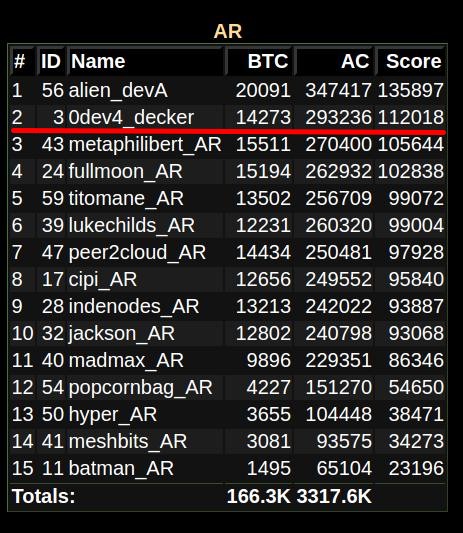 AR
# ID Name BTC AC Score
1 56 alien_devA 20091 347417 135897
2 3 0dev4_decker 14273 293236 112018
3 43 metaphilibert_AR 15511 270400 105644
4 24 fullmoon_AR 15194 262932 102838
5 59 titomane_AR 13502 256709 99072
6 39 lukechilds_AR 12231 260320 99004
7 47 peer2cloud_AR 14434 250481 97928
8 17 cipi_AR 12656 249552 95840
9 28 indenodes_AR 13213 242022 93887
10 32 jackson_AR 12802 240798 93068
11 40 madmax_AR 9896 229351 86346
12 54 popcornbag_AR 4227 151270 54650
13 50 hyper_AR 3655 104448 38471
14 41 meshbits_AR 3081 93575 34273
15 11 batman_AR 1495 65104 23196
Totals: 166.3K 3317.6K